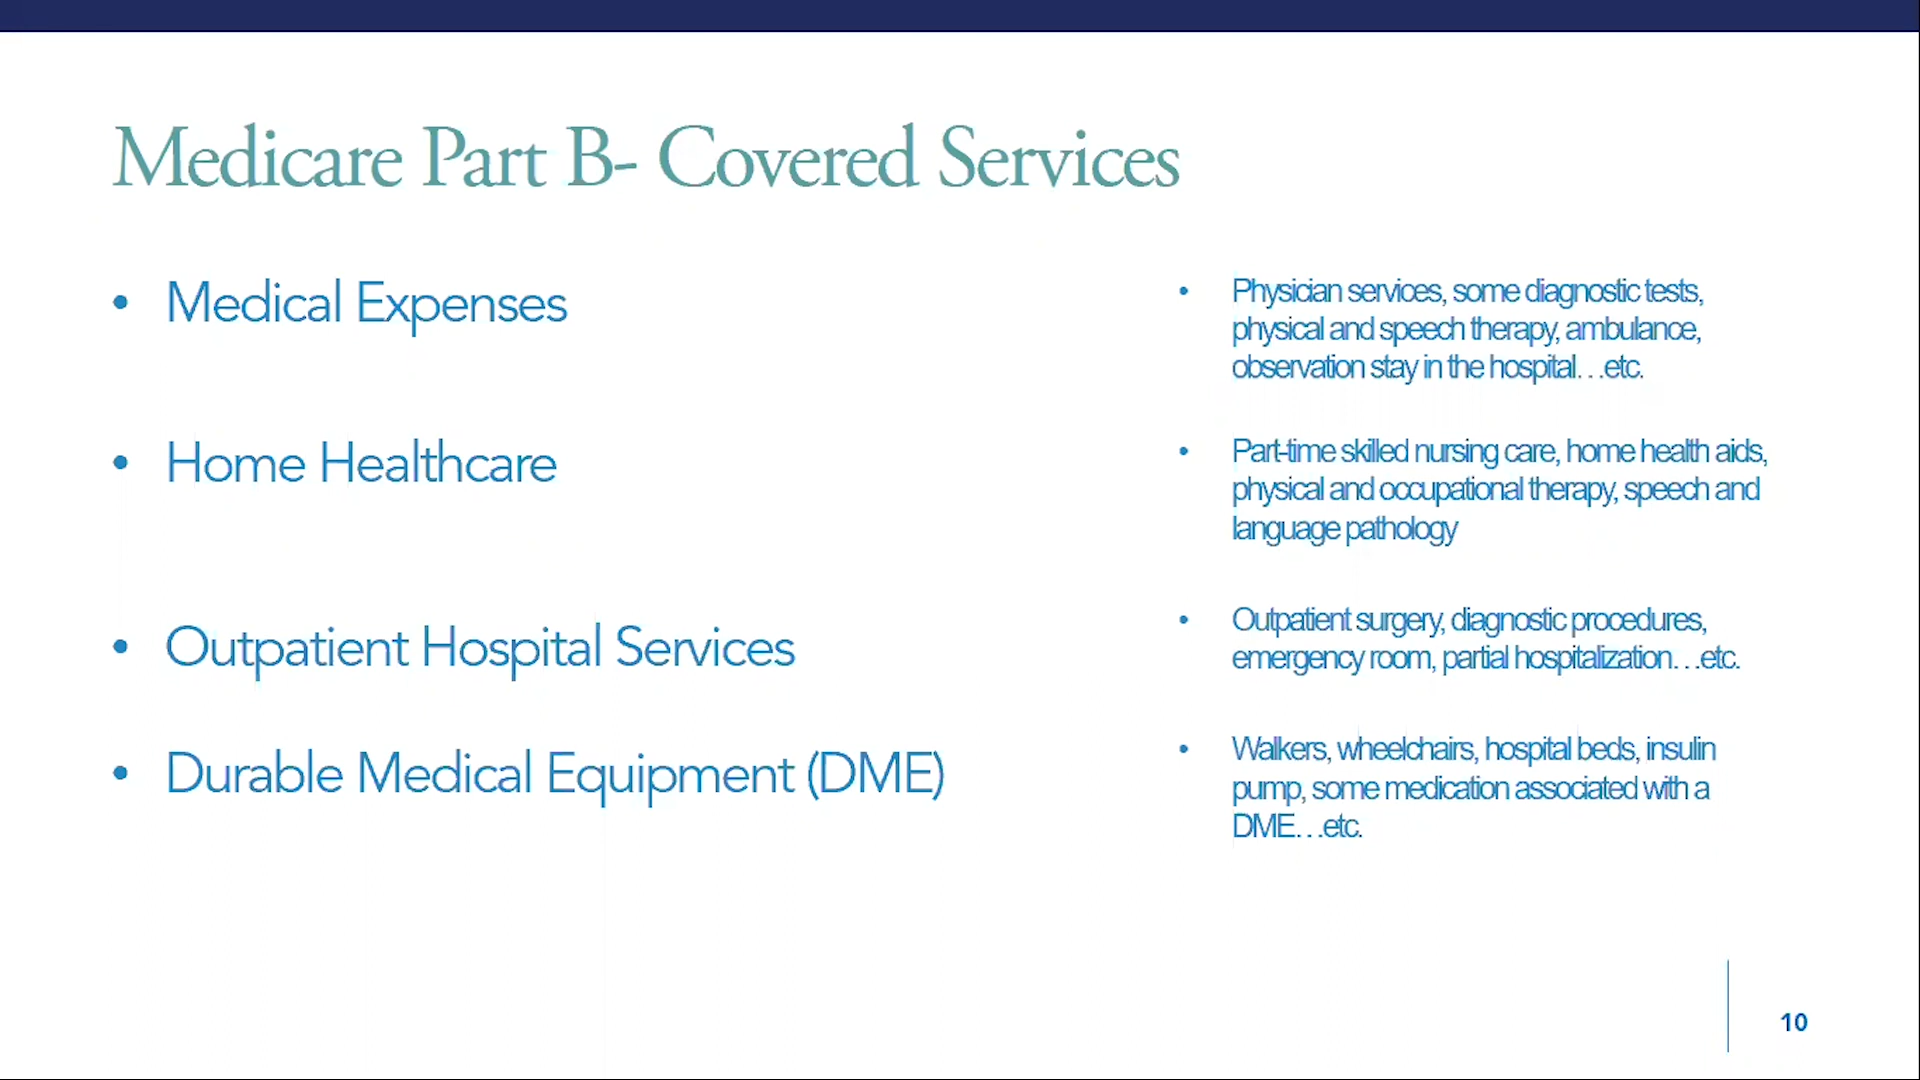 Medicare Part B- Covered Services
• Medical Expenses
• Physician services, some diagnostic tests,
physical and speech therapy, ambulance,
observation stay in the hospital…etc.
• Home Healthcare
• Part-time skilled nursing care, home health aids,
physical and occupational therapy, speech and
language pathology
• Outpatient Hospital Services
• Outpatient surgery, diagnostic procedures,
emergency room, partial hospitalization…etc.
• Durable Medical Equipment (DME)
• Walkers, wheelchairs, hospital beds, insulin
pump, some medication associated with a
DME…etc.
10